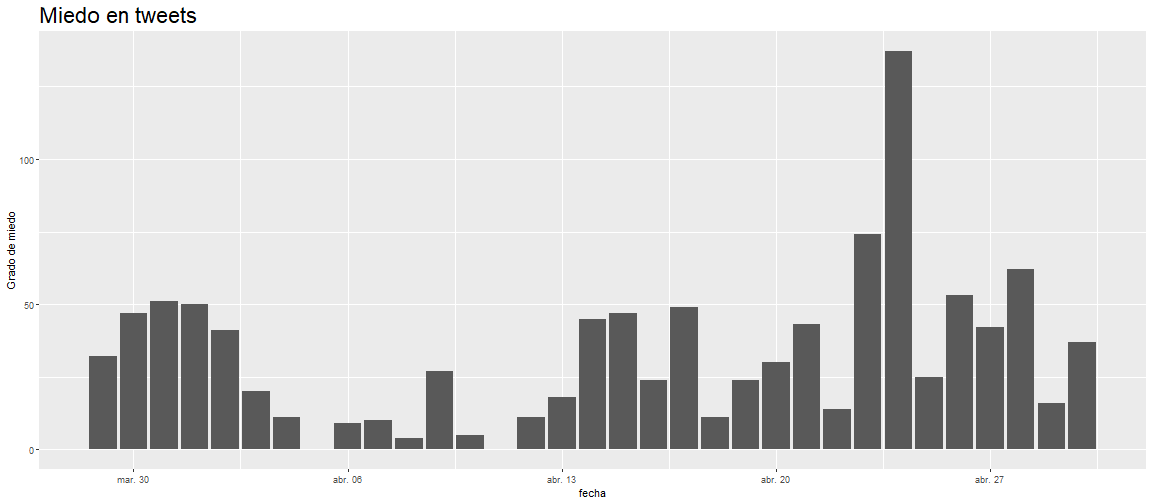 Miedo en tweets
Grado de miedo
100
50
0
mar. 30
abr. 06
abr. 13
abr. 20
abr. 27
fecha